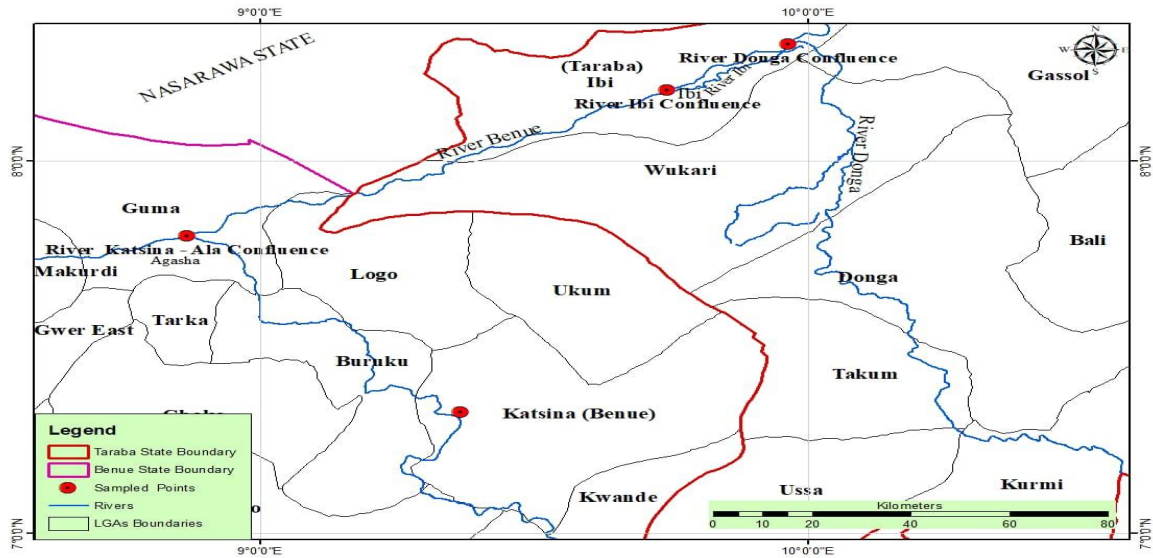 9°0'0"E 10°0'0"E
NASARAWA STATE
(Taraba)
Ibi
River Donga Confluence
N
W E
S
Gassol
River Ibi
Ibi
River Ibi Confluence
River Benue
River Donga
8°0'0"N 8°0'0"N
Wukari
Guma
River Katsina - Ala Confluence
Agasha
Makurdi
Logo
Bali
Donga
Ukum
Tarka
Gwer East
Buruku
Takum
Katsina (Benue)
Legend
Taraba State Boundary
Benue State Boundary
Sampled Points
Rivers
LGAs Boundaries
Kwande
Ussa
Kurmi
Kilometers
0 5 10 20 40 60 80
7°0'0"N 7°0'0"N
9°0'0"E 10°0'0"E